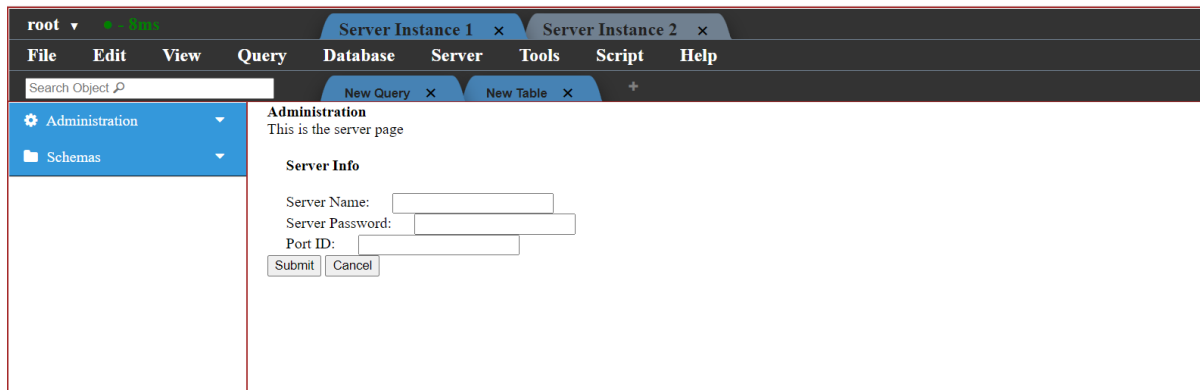 root ▼ ● - 8ms Server Instance 1 × Server Instance 2 ×
File Edit View Query Database Server Tools Script Help
Search Object New Query × New Table × +
Administration
Schemas
Administration
This is the server page
Server Info
Server Name:
Server Password:
Port ID:
Submit Cancel